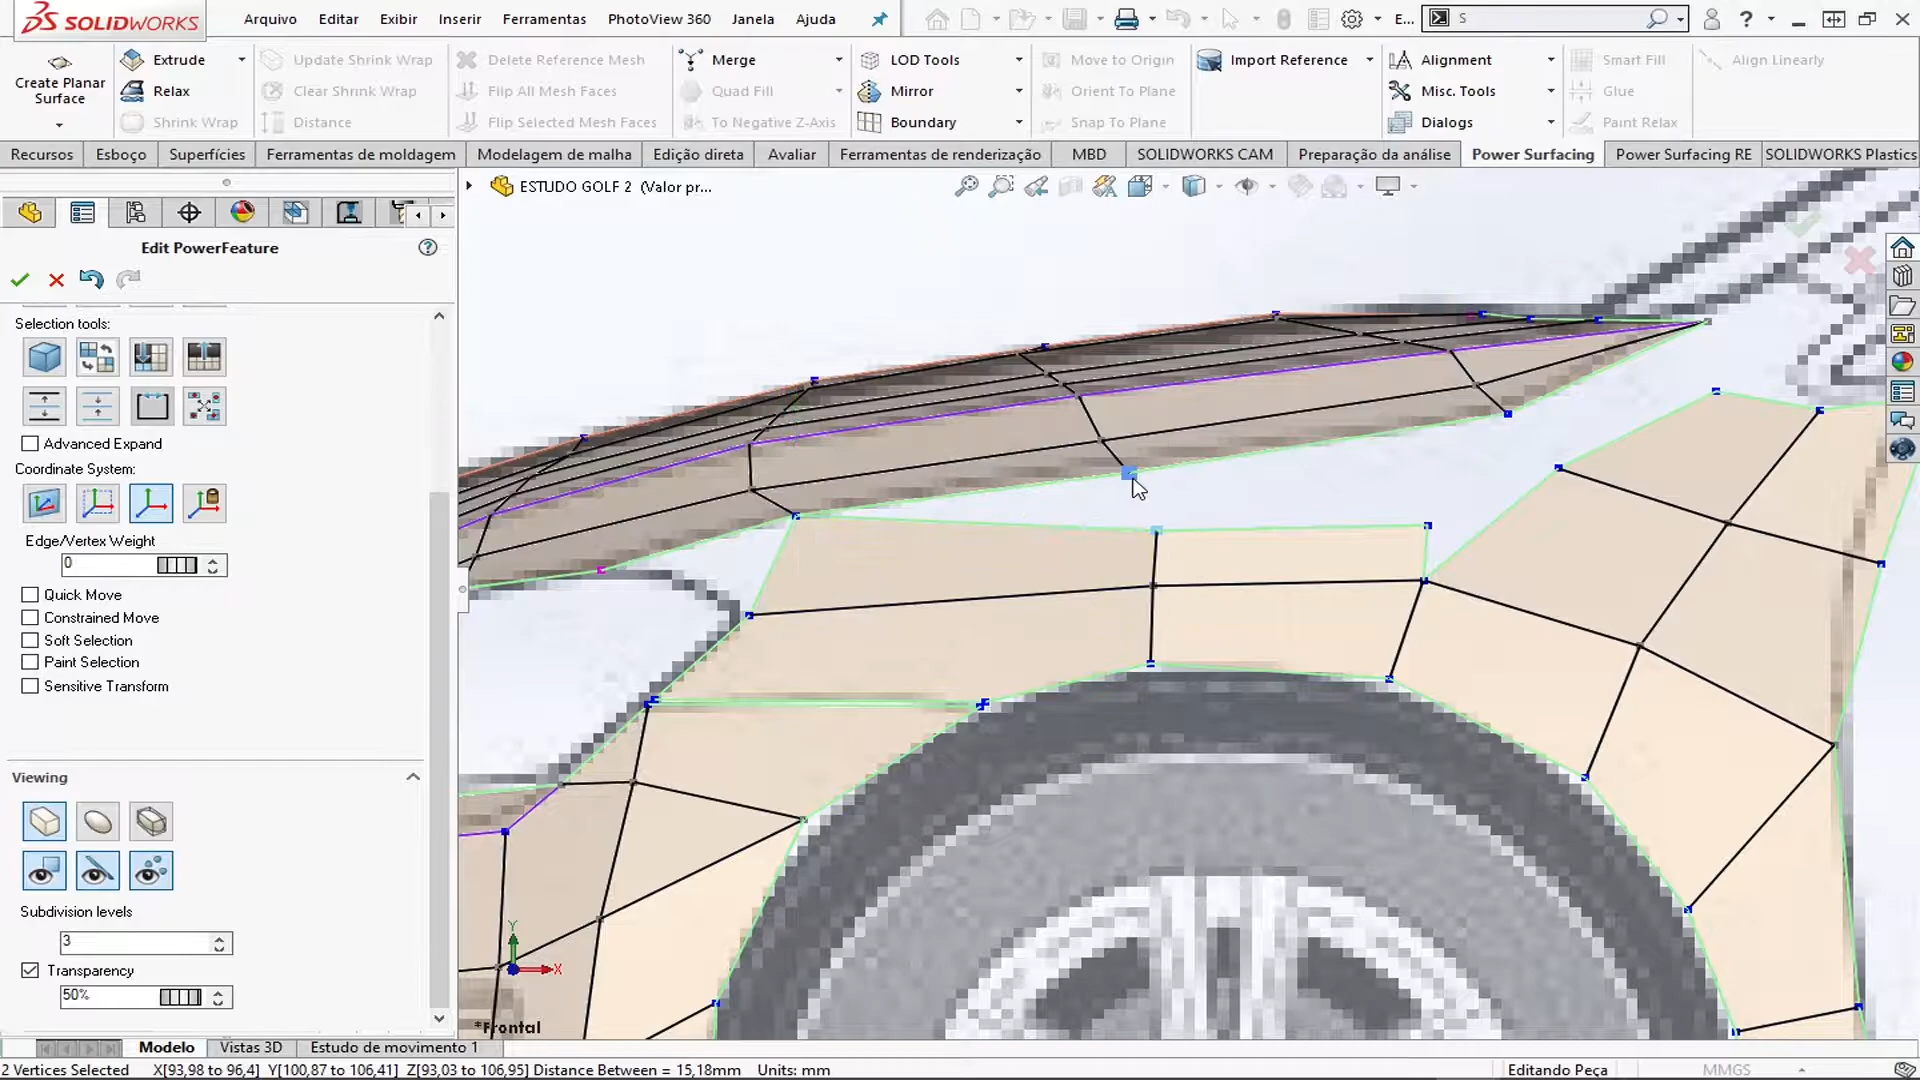 SOLIDWORKS Arquivo Editar Exibir Inserir Ferramentas PhotoView 360 Janela Ajuda E... S ?
Create Planar Surface
Extrude Update Shrink Wrap Delete Reference Mesh Merge LOD Tools Move to Origin Import Reference Alignment Smart Fill Align Linearly
Relax Clear Shrink Wrap Flip All Mesh Faces Quad Fill Mirror Orient To Plane Misc. Tools Glue
Shrink Wrap Distance Flip Selected Mesh Faces To Negative Z-Axis Boundary Snap To Plane Dialogs Paint Relax
Recursos Esboço Superfícies Ferramentas de moldagem Modelagem de malha Edição direta Avaliar Ferramentas de renderização MBD SOLIDWORKS CAM Preparação da análise Power Surfacing Power Surfacing RE SOLIDWORKS Plastics
ESTUDO GOLF 2 (Valor pr...
Edit PowerFeature
Selection tools:
Advanced Expand
Coordinate System:
Edge/Vertex Weight
0
Quick Move
Constrained Move
Soft Selection
Paint Selection
Sensitive Transform
Viewing
Subdivision levels
3
Transparency
50%
Y
X
*Frontal
Modelo Vistas 3D Estudo de movimento 1
2 Vertices Selected X[93,98 to 96,4] Y[100,87 to 106,41] Z[93,03 to 106,95] Distance Between = 15,18mm Units: mm Editando Peça MMGS